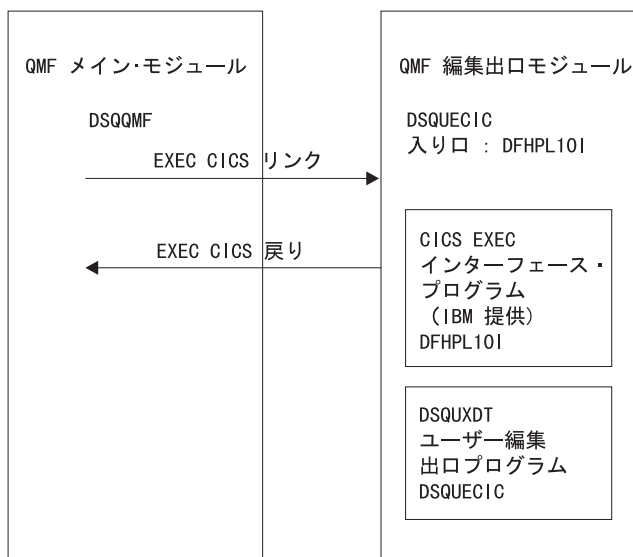 QMF メイン・モジュール
DSQQMF
EXEC CICS リンク
EXEC CICS 戻り
QMF 編集出口モジュール
DSQUECIC
入り口 : DFHPL1OI
CICS EXEC
インターフェース・
プログラム
(IBM 提供)
DFHPL1OI
DSQUXDT
ユーザー編集
出口プログラム
DSQUECIC